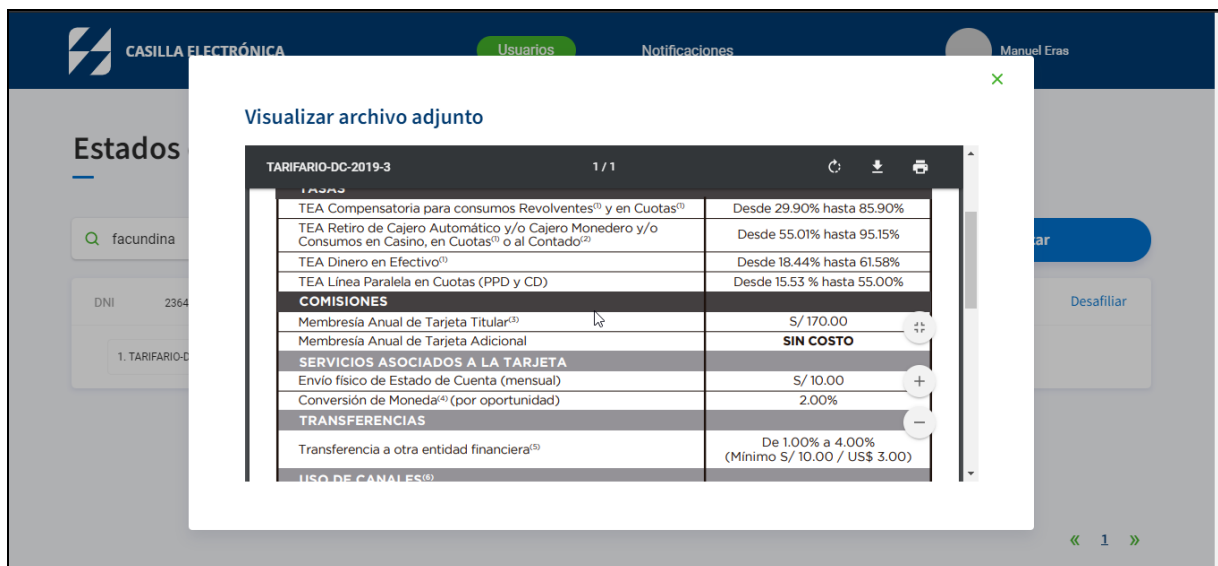 CASILLA ELECTRÓNICA
Usuarios
Notificaciones
Manuel Eras
Visualizar archivo adjunto
Estados
TARIFARIO-DC-2019-3
1 / 1
TASAS
TEA Compensatoria para consumos Revolventes(1) y en Cuotas(1)
Desde 29.90% hasta 85.90%
TEA Retiro de Cajero Automático y/o Cajero Monedero y/o
Consumos en Casino, en Cuotas(1) o al Contado(2)
Desde 55.01% hasta 95.15%
TEA Dinero en Efectivo(1)
Desde 18.44% hasta 61.58%
TEA Línea Paralela en Cuotas (PPD y CD)
Desde 15.53 % hasta 55.00%
COMISIONES
Membresía Anual de Tarjeta Titular(3)
S/ 170.00
Membresía Anual de Tarjeta Adicional
SIN COSTO
SERVICIOS ASOCIADOS A LA TARJETA
Envío físico de Estado de Cuenta (mensual)
S/ 10.00
Conversión de Moneda(4) (por oportunidad)
2.00%
TRANSFERENCIAS
Transferencia a otra entidad financiera(5)
De 1.00% a 4.00%
(Mínimo S/ 10.00 / US$ 3.00)
USO DE CANALES(6)
facundina
car
DNI 2364
Desafiliar
1. TARIFARIO-D
« 1 »